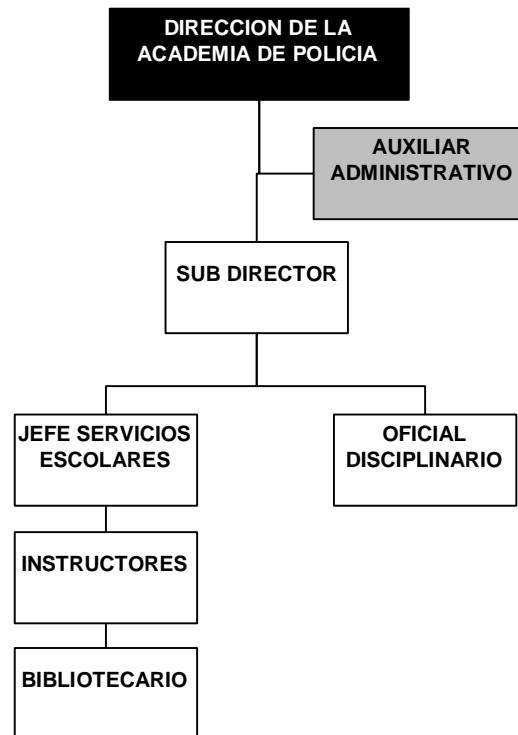 DIRECCION DE LA
ACADEMIA DE POLICIA
AUXILIAR
ADMINISTRATIVO
SUB DIRECTOR
JEFE SERVICIOS
ESCOLARES
OFICIAL
DISCIPLINARIO
INSTRUCTORES
BIBLIOTECARIO